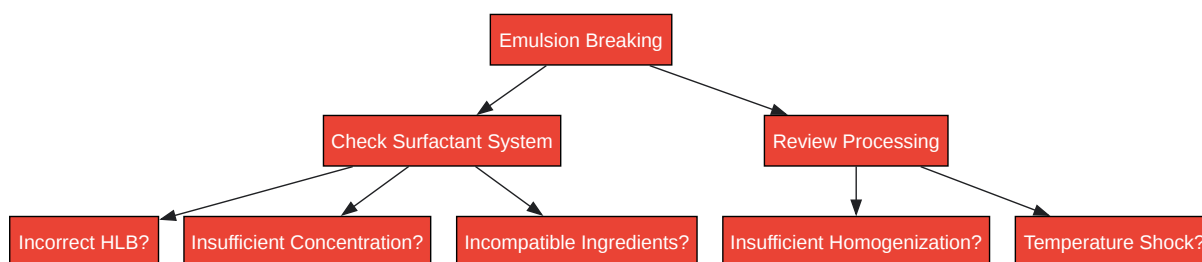 Emulsion Breaking
Check Surfactant System
Review Processing
Incorrect HLB?
Insufficient Concentration?
Incompatible Ingredients?
Insufficient Homogenization?
Temperature Shock?